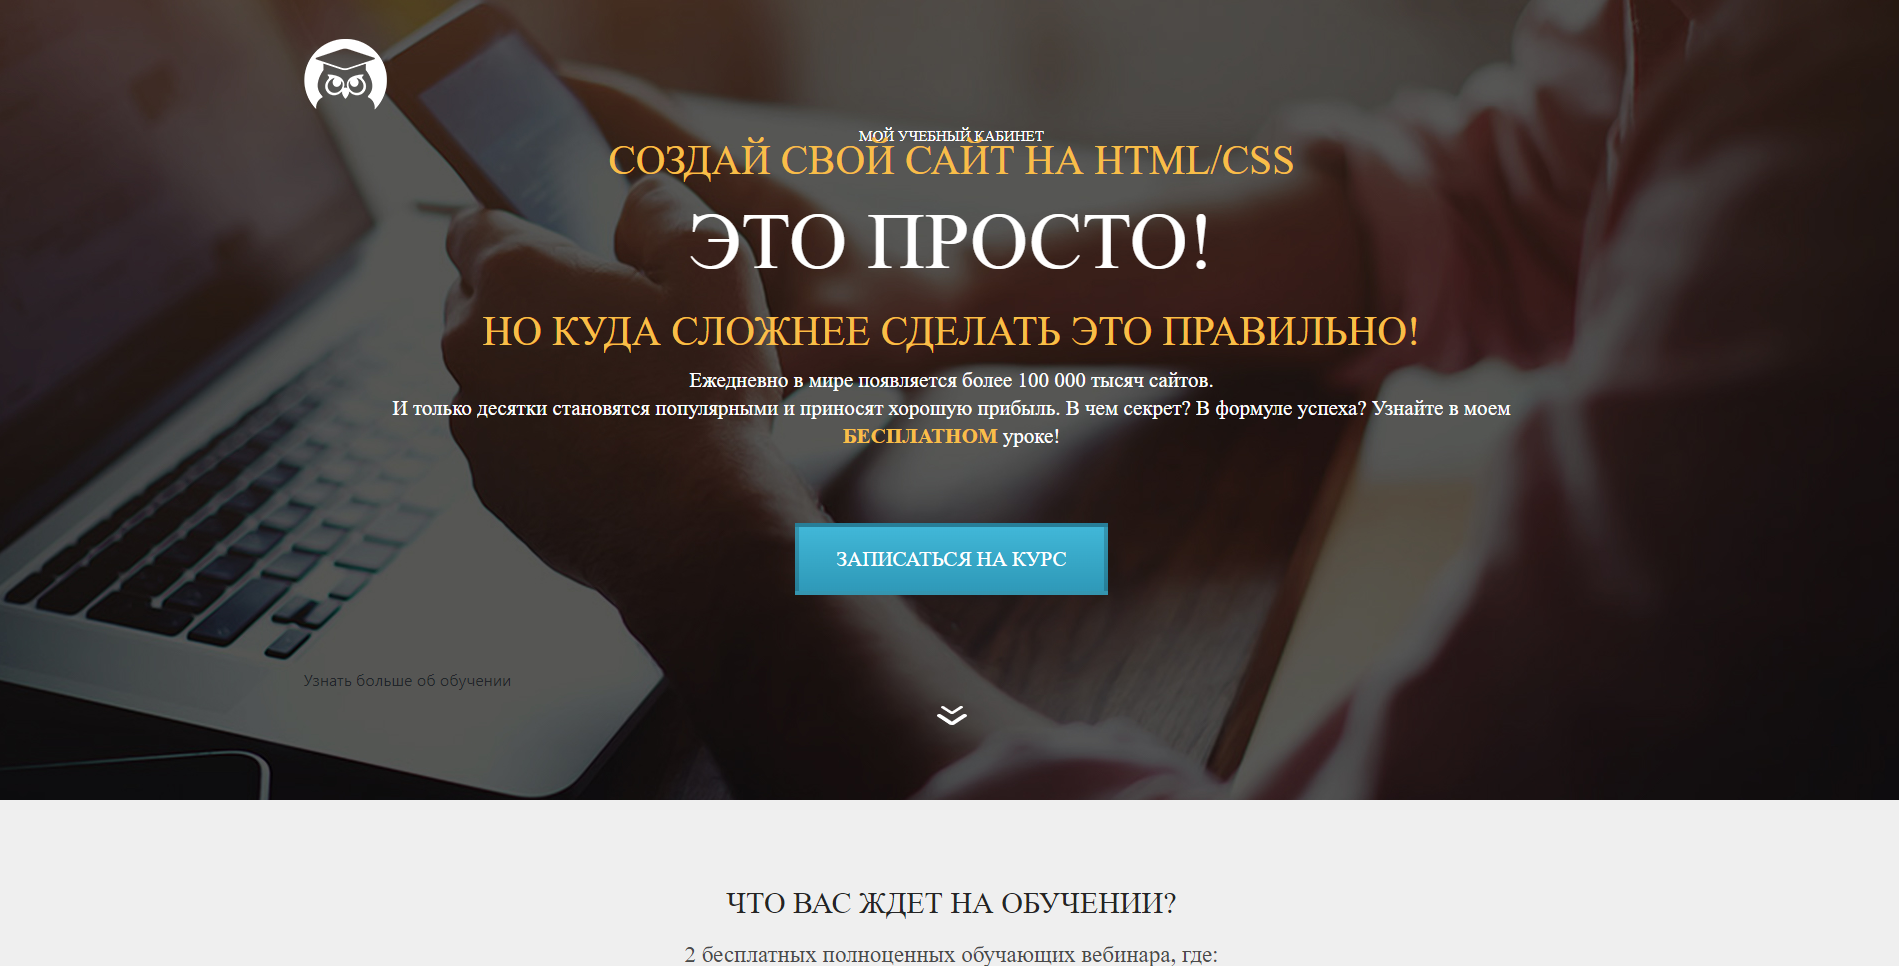 МОЙ УЧЕБНЫЙ КАБИНЕТ
СОЗДАЙ СВОЙ САЙТ НА HTML/CSS
ЭТО ПРОСТО!
НО КУДА СЛОЖНЕЕ СДЕЛАТЬ ЭТО ПРАВИЛЬНО!
Ежедневно в мире появляется более 100 000 тысяч сайтов.
И только десятки становятся популярными и приносят хорошую прибыль. В чем секрет? В формуле успеха? Узнайте в моем
БЕСПЛАТНОМ уроке!
ЗАПИСАТЬСЯ НА КУРС
Узнать больше об обучении
ЧТО ВАС ЖДЕТ НА ОБУЧЕНИИ?
2 бесплатных полноценных обучающих вебинара, где: